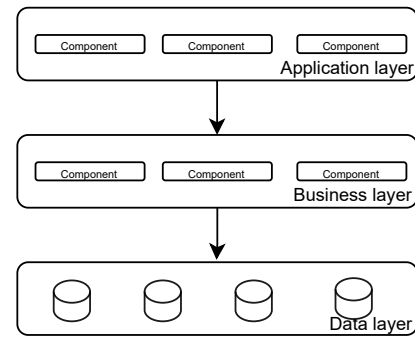 Component Component Component
Application layer
Component Component Component
Business layer
Data layer